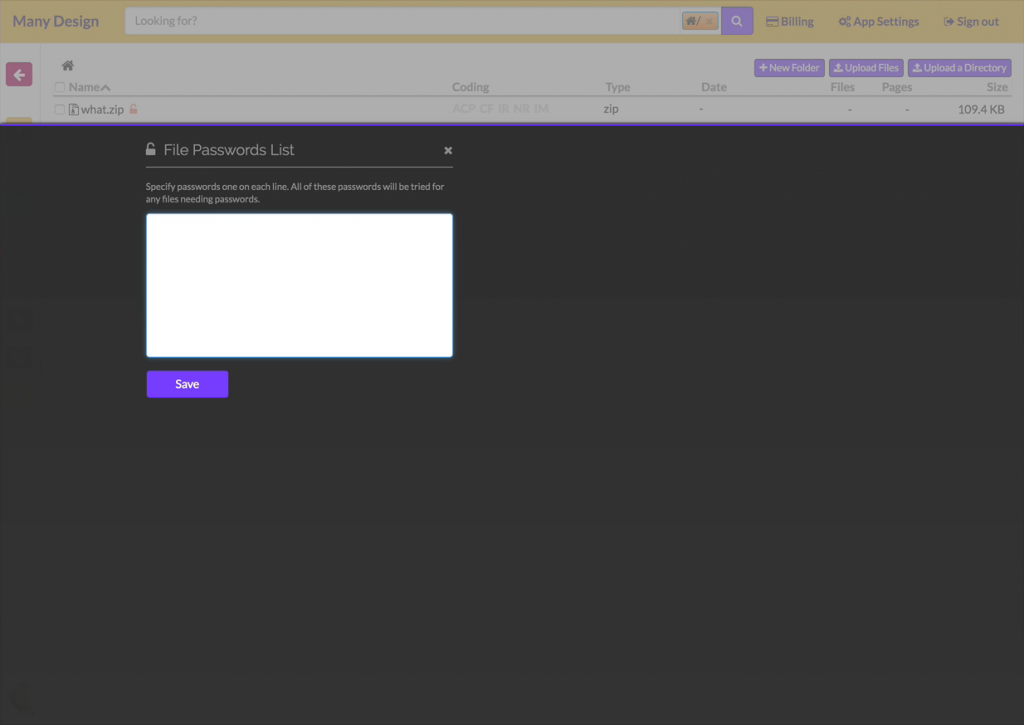 Many Design
Looking for?
/
Billing
App Settings
Sign out
New Folder
Upload Files
Upload a Directory
Name
Coding
Type
Date
Files
Pages
Size
what.zip
ACP CF IR NR IM
zip
-
-
-
109.4 KB
File Passwords List
Specify passwords one on each line. All of these passwords will be tried for
any files needing passwords.
Save